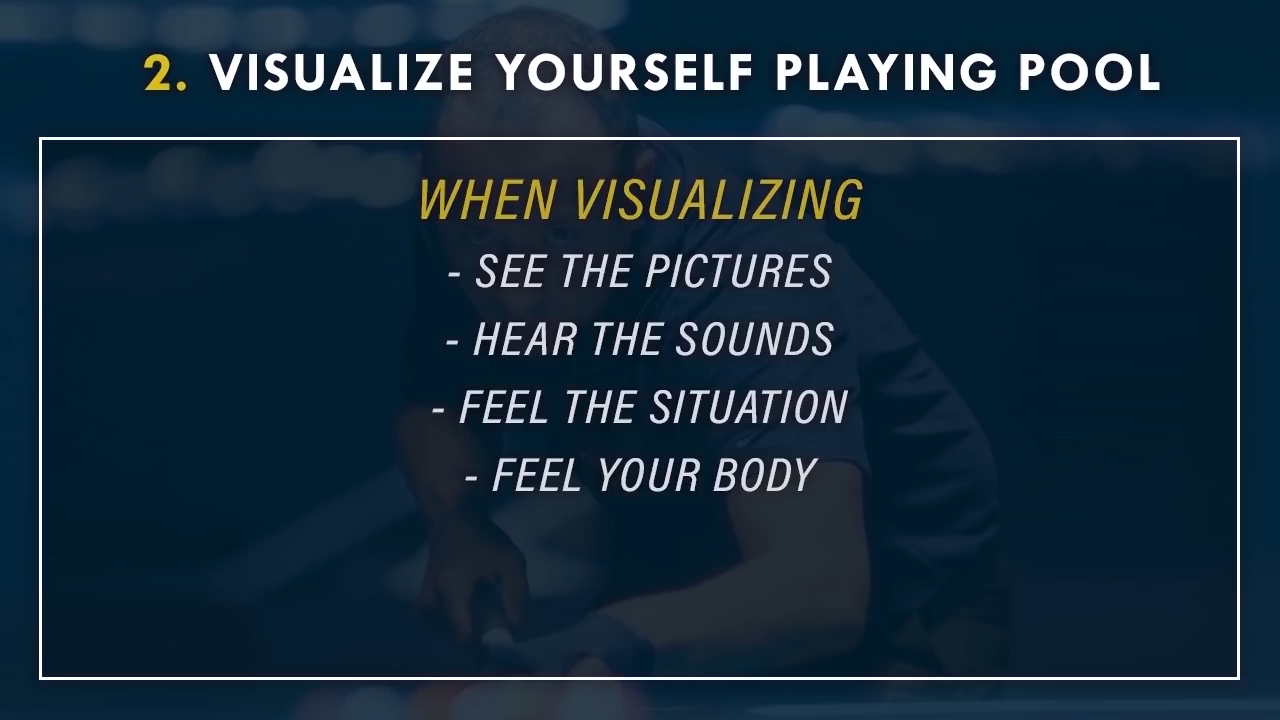 2. VISUALIZE YOURSELF PLAYING POOL
WHEN VISUALIZING
- SEE THE PICTURES
- HEAR THE SOUNDS
- FEEL THE SITUATION
- FEEL YOUR BODY